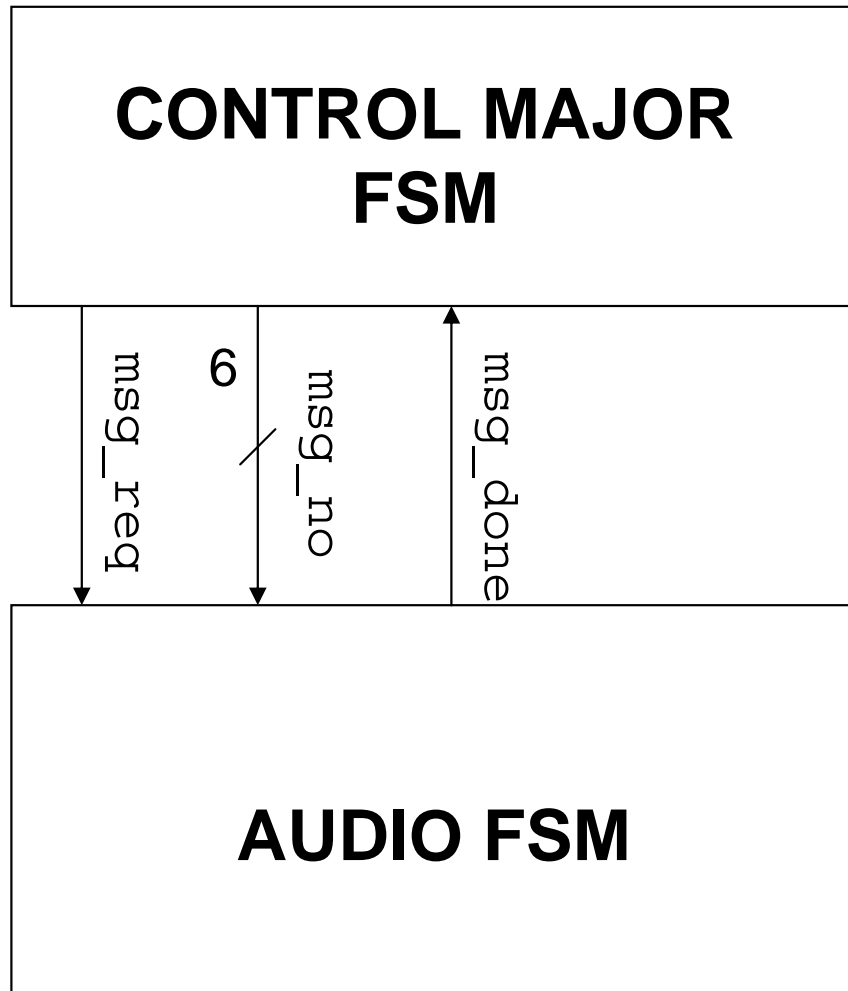 CONTROL MAJOR
FSM
msg_req
6
msg_no
msg_done
AUDIO FSM